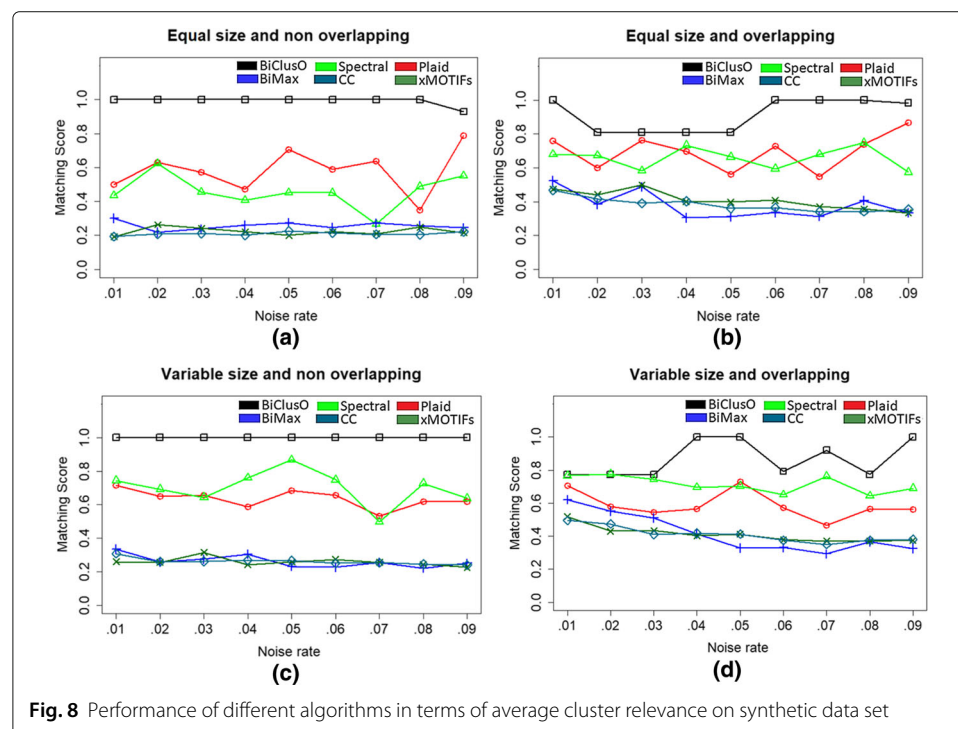 Equal size and non overlapping
BiClusO Spectral Plaid
BiMax CC xMOTIFs
Matching Score
1.0
0.8
0.6
0.4
0.2
0.0
.01 .02 .03 .04 .05 .06 .07 .08 .09
Noise rate
(a)
Equal size and overlapping
BiClusO Spectral Plaid
BiMax CC xMOTIFs
Matching Score
1.0
0.8
0.6
0.4
0.2
0.0
.01 .02 .03 .04 .05 .06 .07 .08 .09
Noise rate
(b)
Variable size and non overlapping
BiClusO Spectral Plaid
BiMax CC xMOTIFs
Matching Score
1.0
0.8
0.6
0.4
0.2
0.0
.01 .02 .03 .04 .05 .06 .07 .08 .09
Noise rate
(c)
Variable size and overlapping
BiClusO Spectral Plaid
BiMax CC xMOTIFs
Matching Score
1.0
0.8
0.6
0.4
0.2
0.0
.01 .02 .03 .04 .05 .06 .07 .08 .09
Noise rate
(d)
Fig. 8 Performance of different algorithms in terms of average cluster relevance on synthetic data set